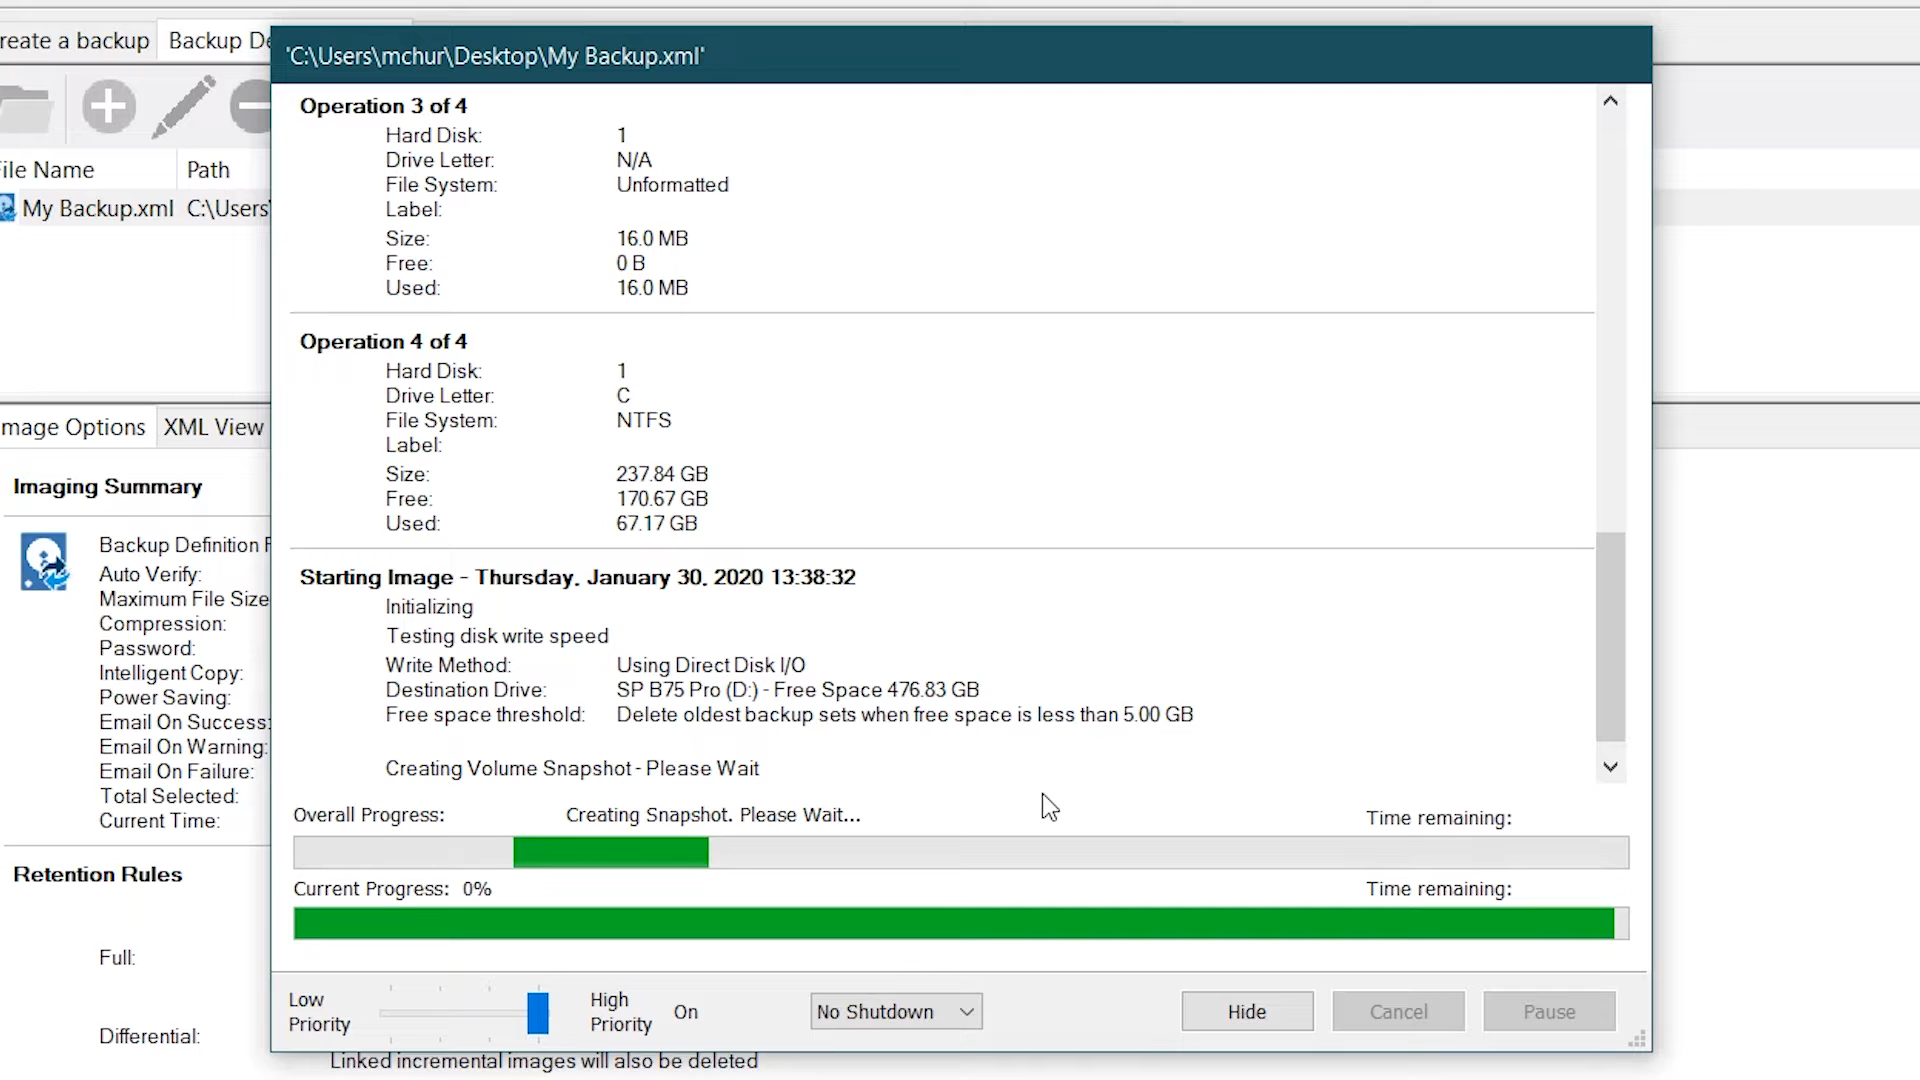 reate a backup
Backup De
'C:\Users\mchur\Desktop\My Backup.xml'
File Name
Path
My Backup.xml
C:\Users\
mage Options
XML View
Imaging Summary
Backup Definition F
Auto Verify:
Maximum File Size
Compression:
Password:
Intelligent Copy:
Power Saving:
Email On Success:
Email On Warning:
Email On Failure:
Total Selected:
Current Time:
Retention Rules
Full:
Differential:
Operation 3 of 4
Hard Disk: 1
Drive Letter: N/A
File System: Unformatted
Label:
Size: 16.0 MB
Free: 0 B
Used: 16.0 MB
Operation 4 of 4
Hard Disk: 1
Drive Letter: C
File System: NTFS
Label:
Size: 237.84 GB
Free: 170.67 GB
Used: 67.17 GB
Starting Image - Thursday, January 30, 2020 13:38:32
Initializing
Testing disk write speed
Write Method: Using Direct Disk I/O
Destination Drive: SP B75 Pro (D:) - Free Space 476.83 GB
Free space threshold: Delete oldest backup sets when free space is less than 5.00 GB
Creating Volume Snapshot - Please Wait
Overall Progress: Creating Snapshot. Please Wait... Time remaining:
Current Progress: 0% Time remaining:
Low Priority
High Priority
On
No Shutdown
Hide
Cancel
Pause
Linked incremental images will also be deleted